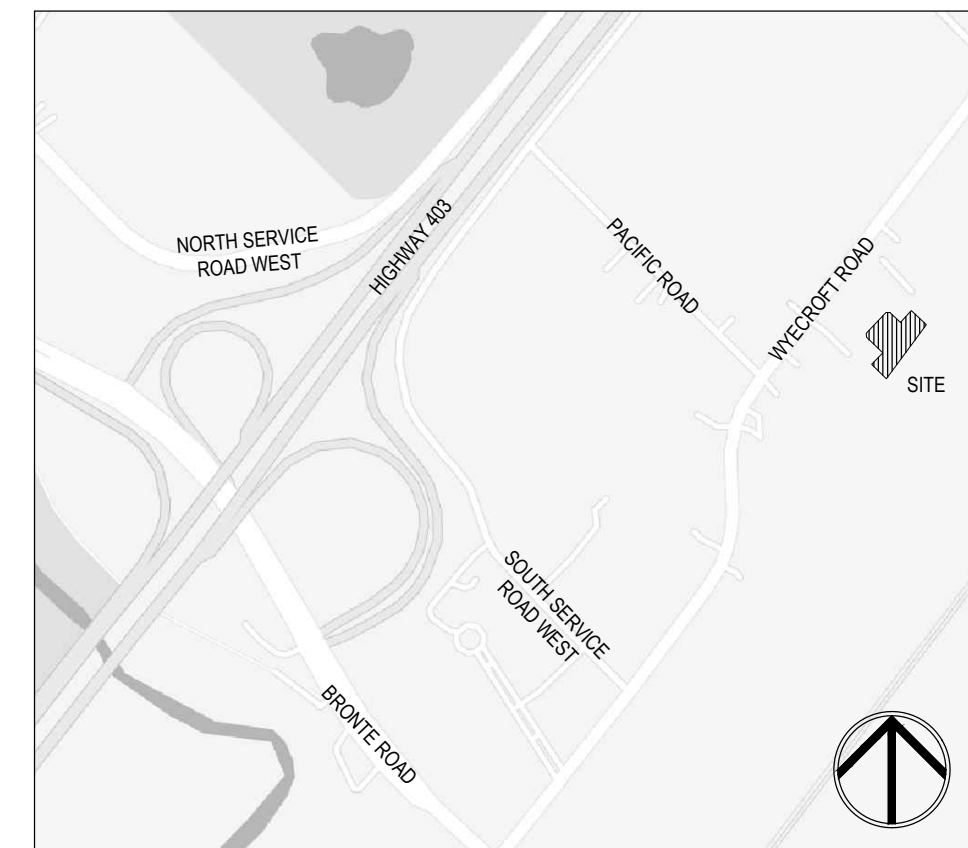 NORTH SERVICE
ROAD WEST
HIGHWAY 403
PACIFIC ROAD
WYECROFT ROAD
SITE
SOUTH SERVICE
ROAD WEST
BRONTE ROAD